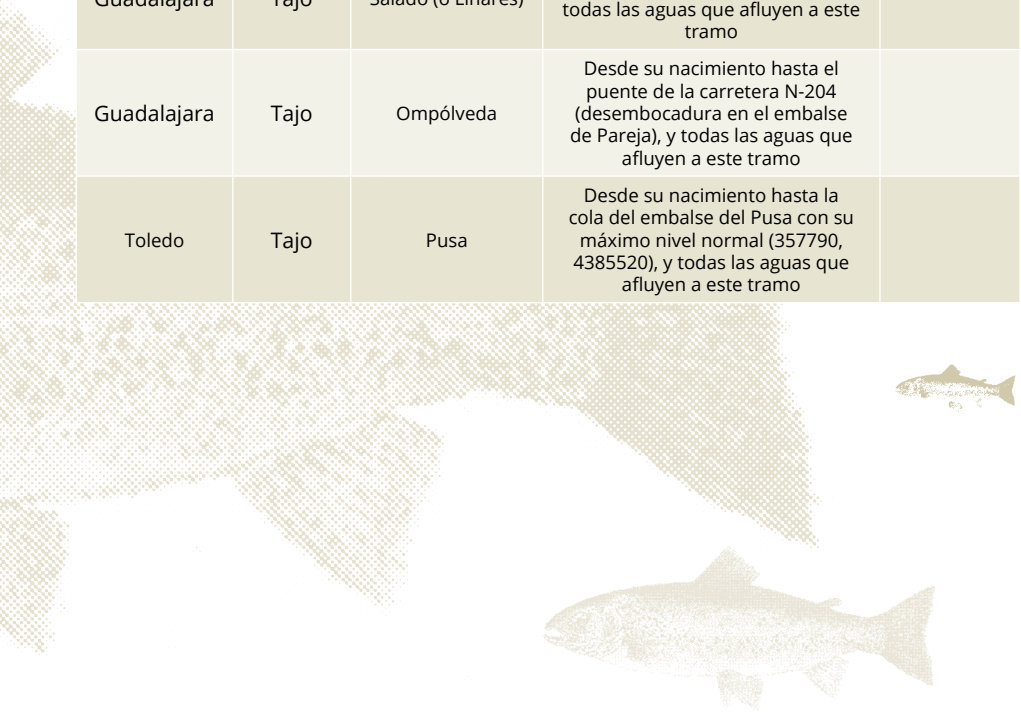 Guadalajara Tajo Salado (o Linares)
todas las aguas que afluyen a este
tramo
Guadalajara Tajo Ompólveda
Desde su nacimiento hasta el
puente de la carretera N-204
(desembocadura en el embalse
de Pareja), y todas las aguas que
afluyen a este tramo
Toledo Tajo Pusa
Desde su nacimiento hasta la
cola del embalse del Pusa con su
máximo nivel normal (357790,
4385520), y todas las aguas que
afluyen a este tramo